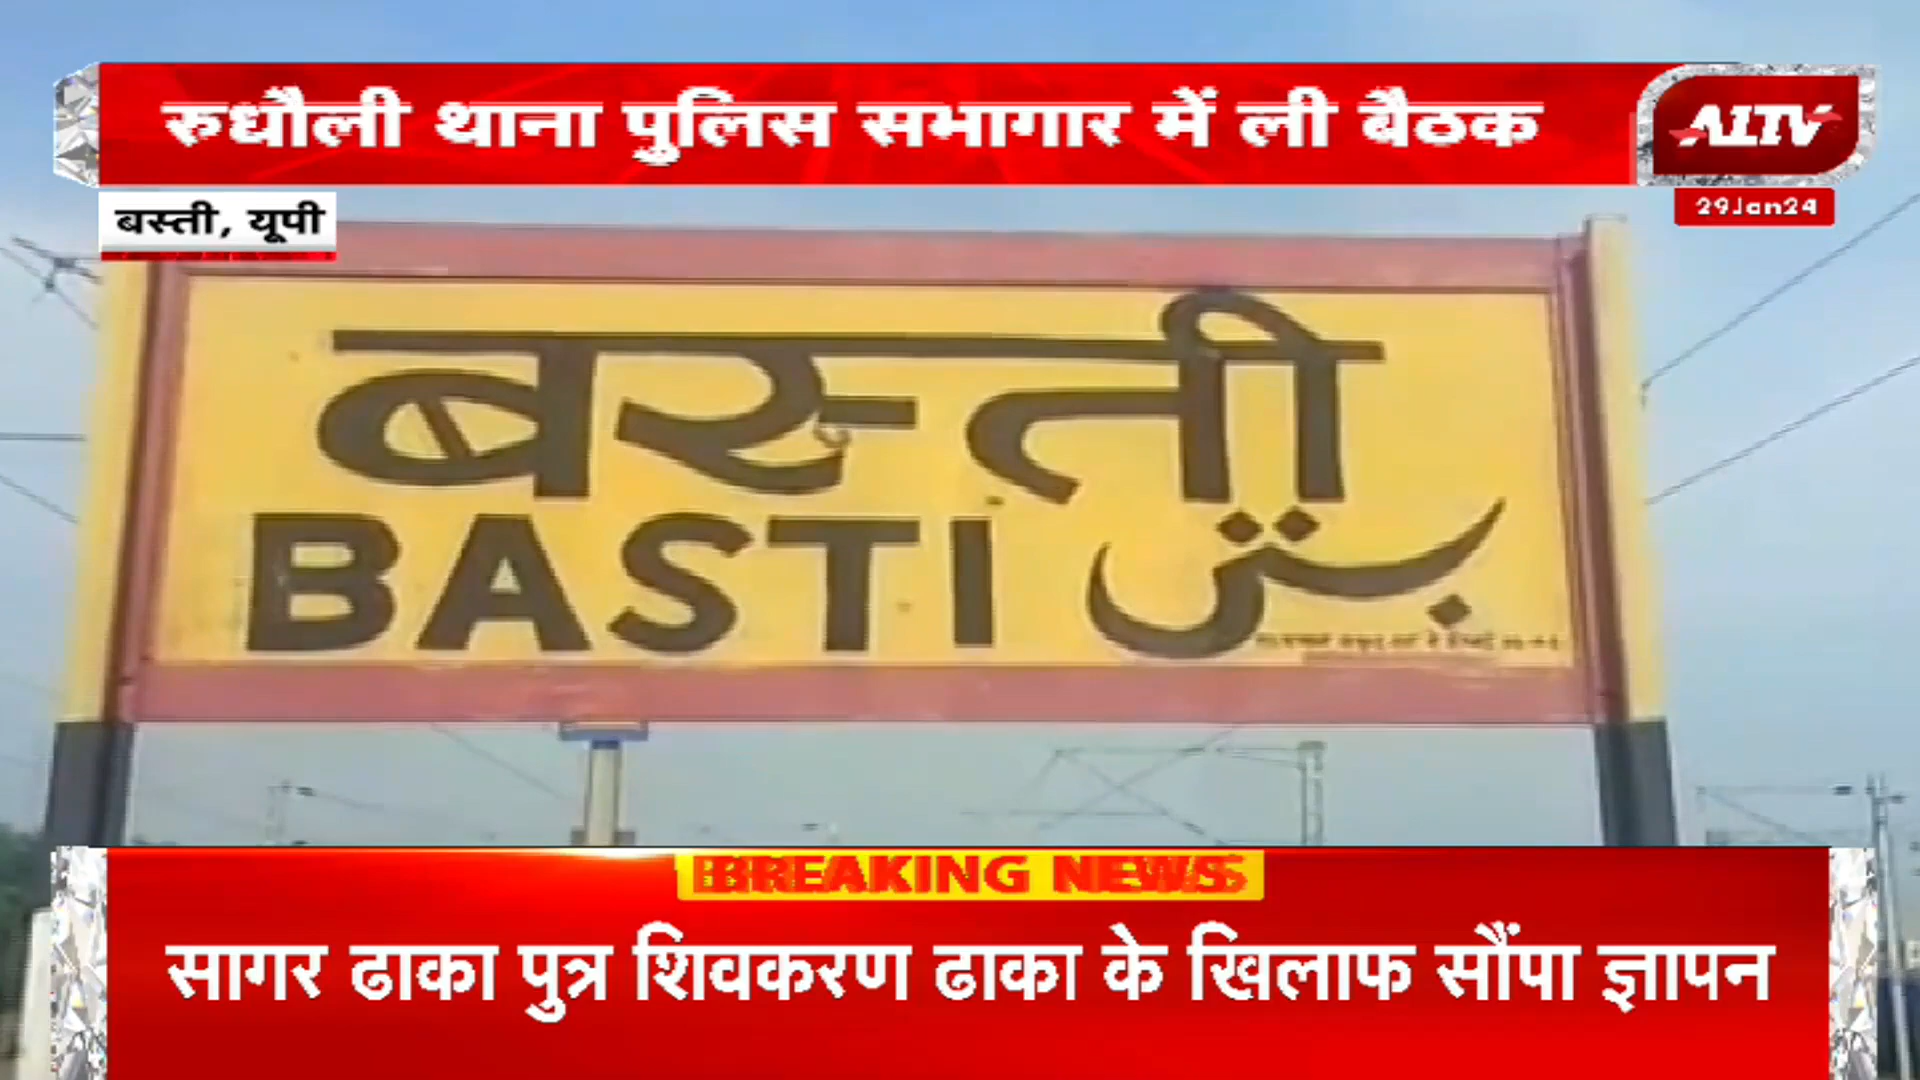 रुधौली थाना पुलिस सभागार में ली बैठक
ALTV
29Jan24
बस्ती, यूपी
बस्ती
BASTI بستی
BREAKING NEWS
सागर ढाका पुत्र शिवकरण ढाका के खिलाफ सौंपा ज्ञापन